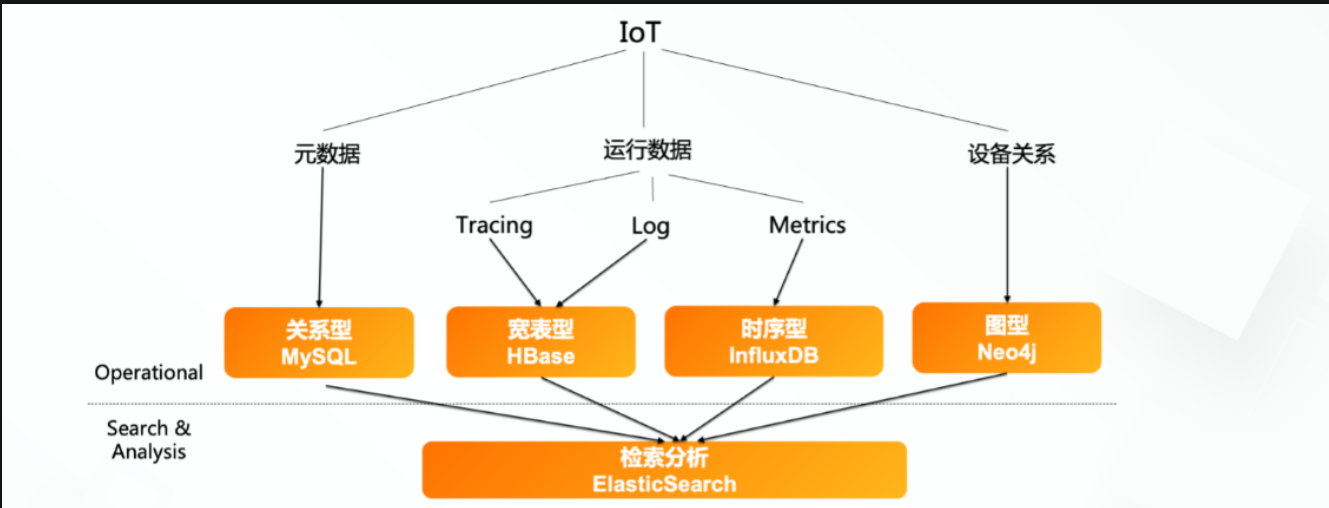 IoT
元数据
运行数据
设备关系
Tracing
Log
Metrics
关系型
MySQL
宽表型
HBase
时序型
InfluxDB
图型
Neo4j
Operational
Search &
Analysis
检索分析
ElasticSearch